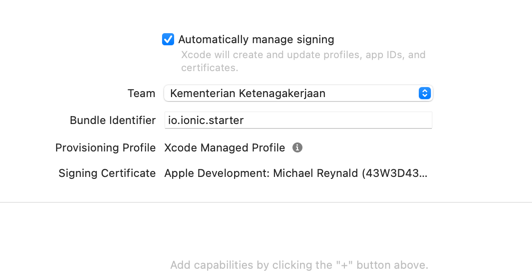 Automatically manage signing
Xcode will create and update profiles, app IDs, and
certificates.
Team Kementerian Ketenagakerjaan
Bundle Identifier io.ionic.starter
Provisioning Profile Xcode Managed Profile
Signing Certificate Apple Development: Michael Reynald (43W3D43...
Add capabilities by clicking the "+" button above.